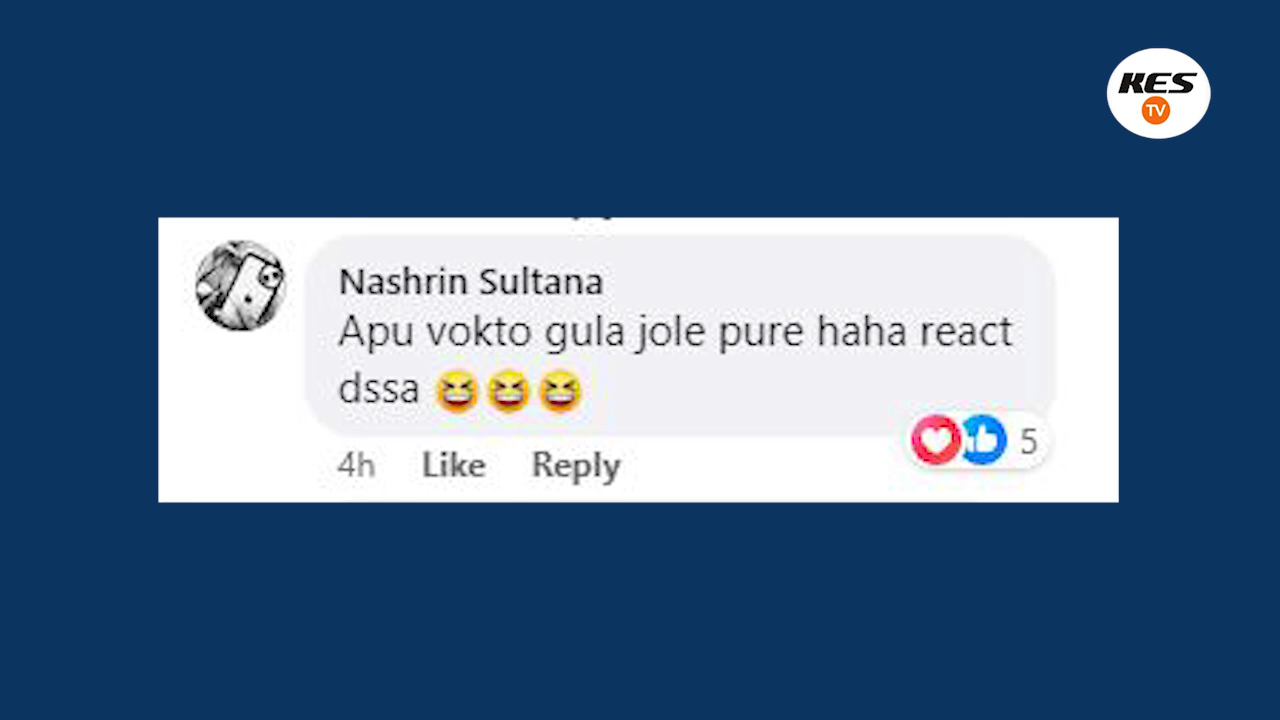 KES
TV
Nashrin Sultana
Apu vokto gula jole pure haha react
dssa 😆😆😆
5
4h Like Reply